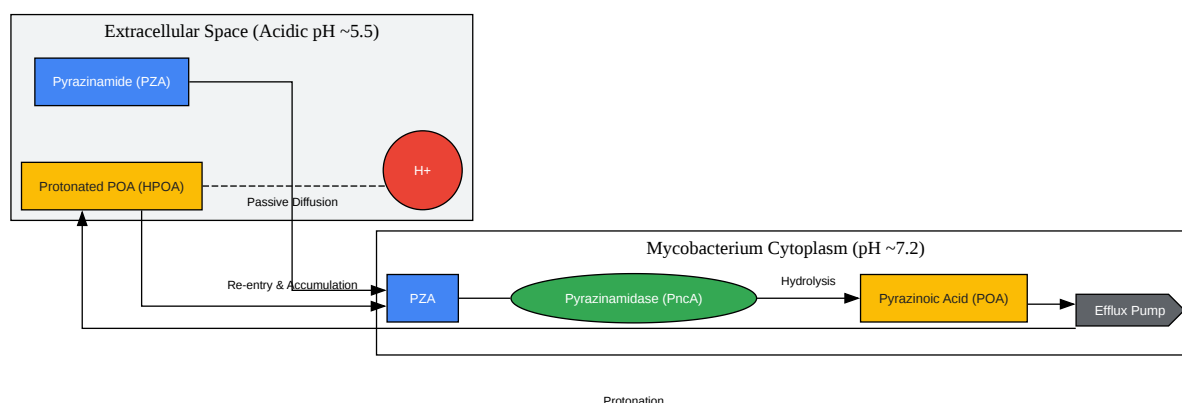 Extracellular Space (Acidic pH ~5.5)
Pyrazinamide (PZA)
H+
Protonated POA (HPOA)
Passive Diffusion
Mycobacterium Cytoplasm (pH ~7.2)
Re-entry & Accumulation
PZA
Pyrazinamidase (PncA)
Hydrolysis
Pyrazinoic Acid (POA)
Efflux Pump
Protonation